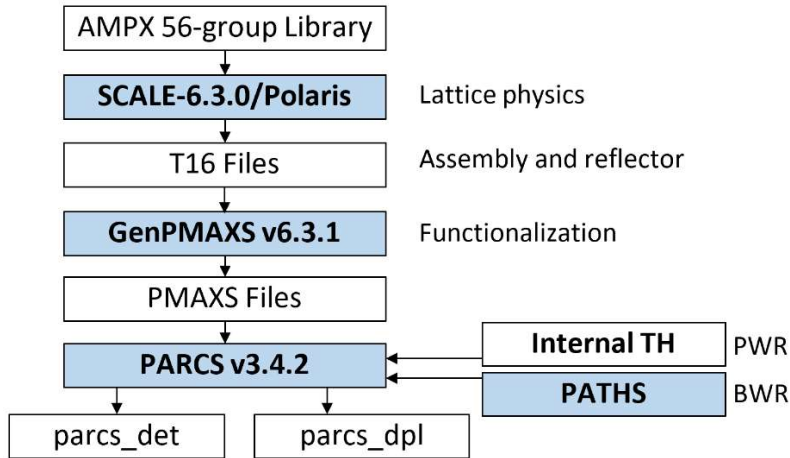 AMPX 56-group Library
SCALE-6.3.0/Polaris
Lattice physics
T16 Files
Assembly and reflector
GenPMAXS v6.3.1
Functionalization
PMAXS Files
Internal TH
PWR
PARCS v3.4.2
PATHS
BWR
parcs_det
parcs_dpl